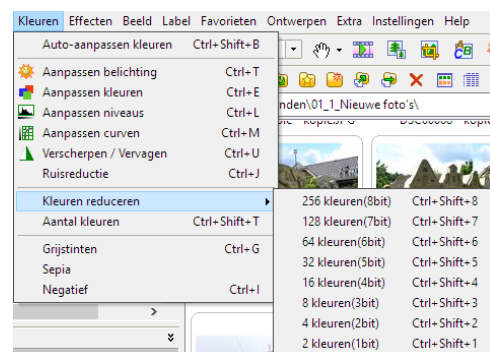 Kleuren Effecten Beeld Label Favorieten Ontwerpen Extra Instellingen Help
Auto-aanpassen kleuren Ctrl+Shift+B
Aanpassen belichting Ctrl+T
Aanpassen kleuren Ctrl+E
Aanpassen niveaus Ctrl+L
Aanpassen curven Ctrl+M
Verscherpen / Vervagen Ctrl+U
Ruisreductie Ctrl+J
Kleuren reduceren
Aantal kleuren Ctrl+Shift+T
Grijstinten Ctrl+G
Sepia
Negatief Ctrl+I
nden\01_1_Nieuwe foto's\
256 kleuren(8bit) Ctrl+Shift+8
128 kleuren(7bit) Ctrl+Shift+7
64 kleuren(6bit) Ctrl+Shift+6
32 kleuren(5bit) Ctrl+Shift+5
16 kleuren(4bit) Ctrl+Shift+4
8 kleuren(3bit) Ctrl+Shift+3
4 kleuren(2bit) Ctrl+Shift+2
2 kleuren(1bit) Ctrl+Shift+1